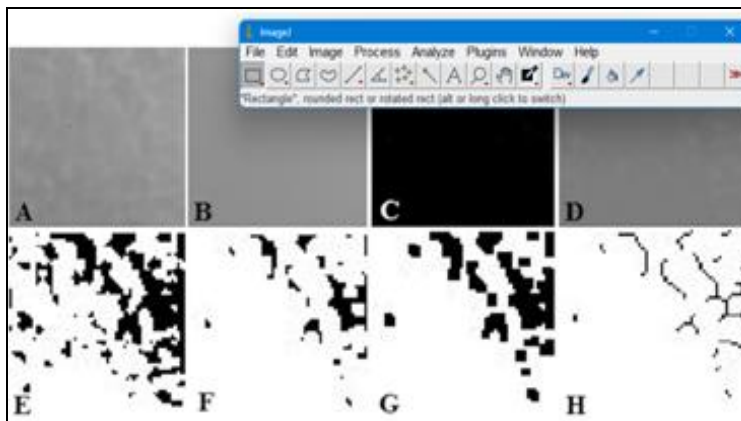 ImageJ
File Edit Image Process Analyze Plugins Window Help
Dev
"Rectangle", rounded rect or rotated rect (alt or long click to switch)
A B C D
E F G H